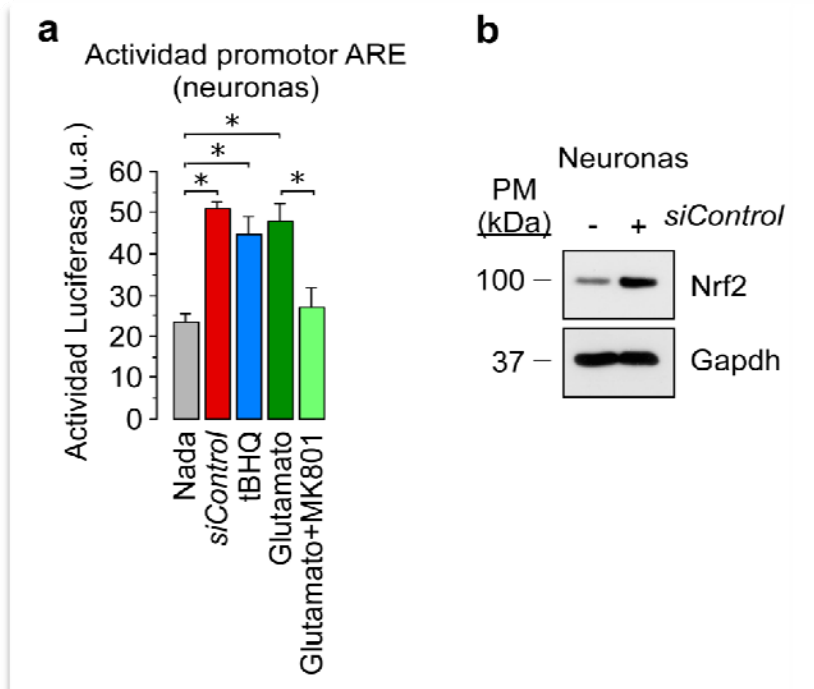 a
Actividad promotor ARE
(neuronas)
*
*
*
*
Actividad Luciferasa (u.a.)
60
50
40
30
20
10
0
Nada
siControl
tBHQ
Glutamato
Glutamato+MK801
b
Neuronas
PM
(kDa)
- + siControl
100
Nrf2
37
Gapdh